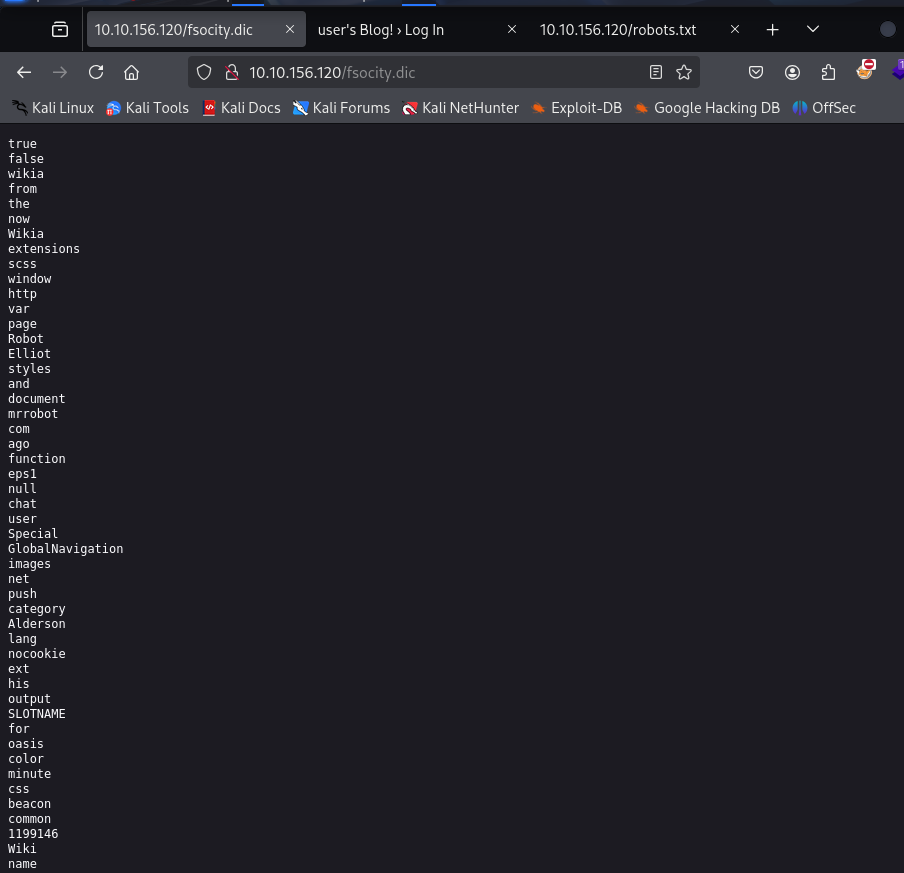 10.10.156.120/fsocity.dic
user's Blog! › Log In
10.10.156.120/robots.txt
10.10.156.120/fsocity.dic
1
Kali Linux
Kali Tools
Kali Docs
Kali Forums
Kali NetHunter
Exploit-DB
Google Hacking DB
OffSec
true
false
wikia
from
the
now
Wikia
extensions
scss
window
http
var
page
Robot
Elliot
styles
and
document
mrrobot
com
ago
function
eps1
null
chat
user
Special
GlobalNavigation
images
net
push
category
Alderson
lang
nocookie
ext
his
output
SLOTNAME
for
oasis
color
minute
css
beacon
common
1199146
Wiki
name